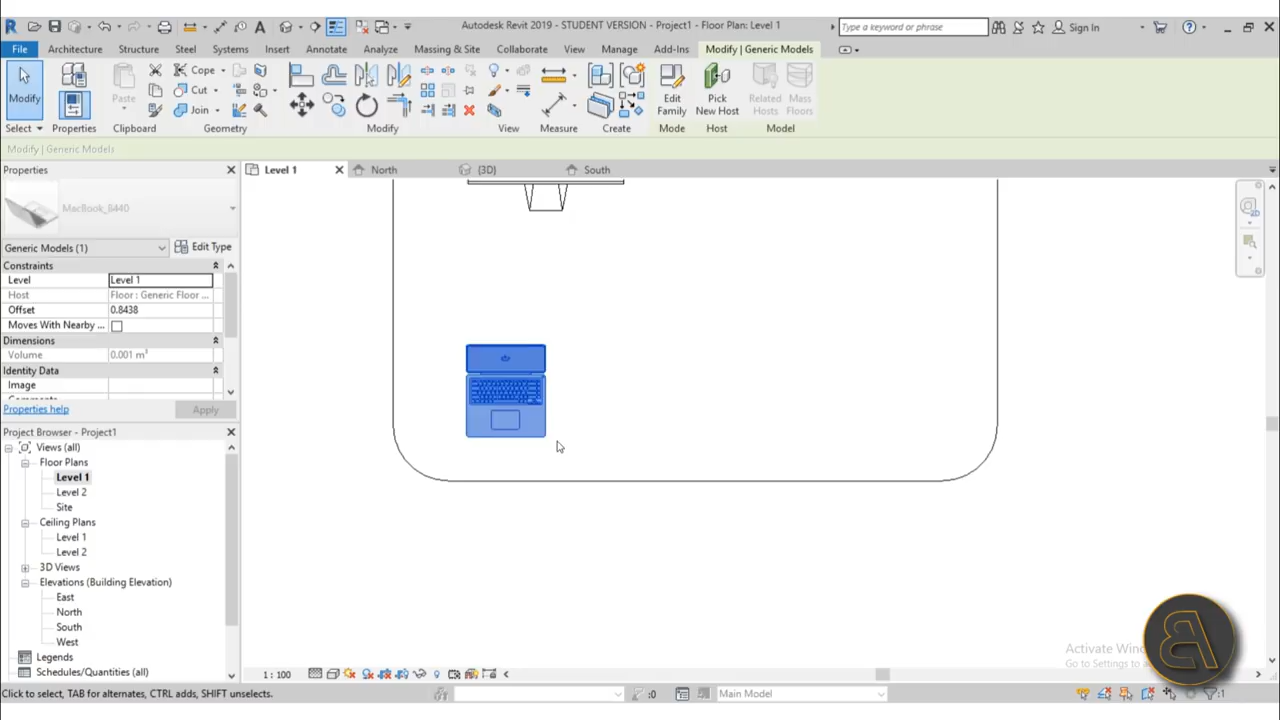 Autodesk Revit 2019 - STUDENT VERSION - Project1 - Floor Plan: Level 1
Type a keyword or phrase
Sign In
File Architecture Structure Steel Systems Insert Annotate Analyze Massing & Site Collaborate View Manage Add-Ins Modify | Generic Models
Modify
Paste
Cope
Cut
Join
Edit Family
Pick New Host
Related Hosts
Mass Floors
Select Properties Clipboard Geometry Modify View Measure Create Mode Host Model
Modify | Generic Models
Properties
Level 1 North {3D} South
Generic Models (1) Edit Type
Constraints
Level Level 1
Host Floor : Generic Floor ...
Offset 0.8438
Moves With Nearby ...
Dimensions
Volume 0.001 m³
Identity Data
Image
Properties help Apply
Project Browser - Project1
Views (all)
Floor Plans
Level 1
Level 2
Site
Ceiling Plans
Level 1
Level 2
3D Views
Elevations (Building Elevation)
East
North
South
West
Legends
Schedules/Quantities (all)
1 : 100
Click to select, TAB for alternates, CTRL adds, SHIFT unselects.
:0
Main Model
:1
Activate
Go to Settings to